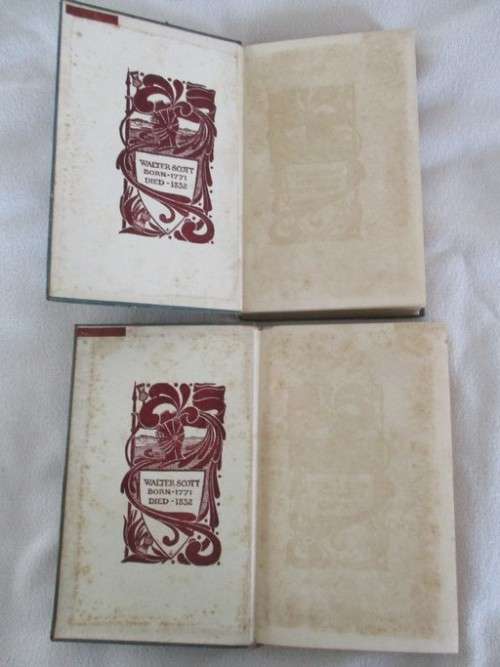 WALTER SCOTT
BORN-1771
DIED-1832
WALTER SCOTT
BORN-1771
DIED-1832